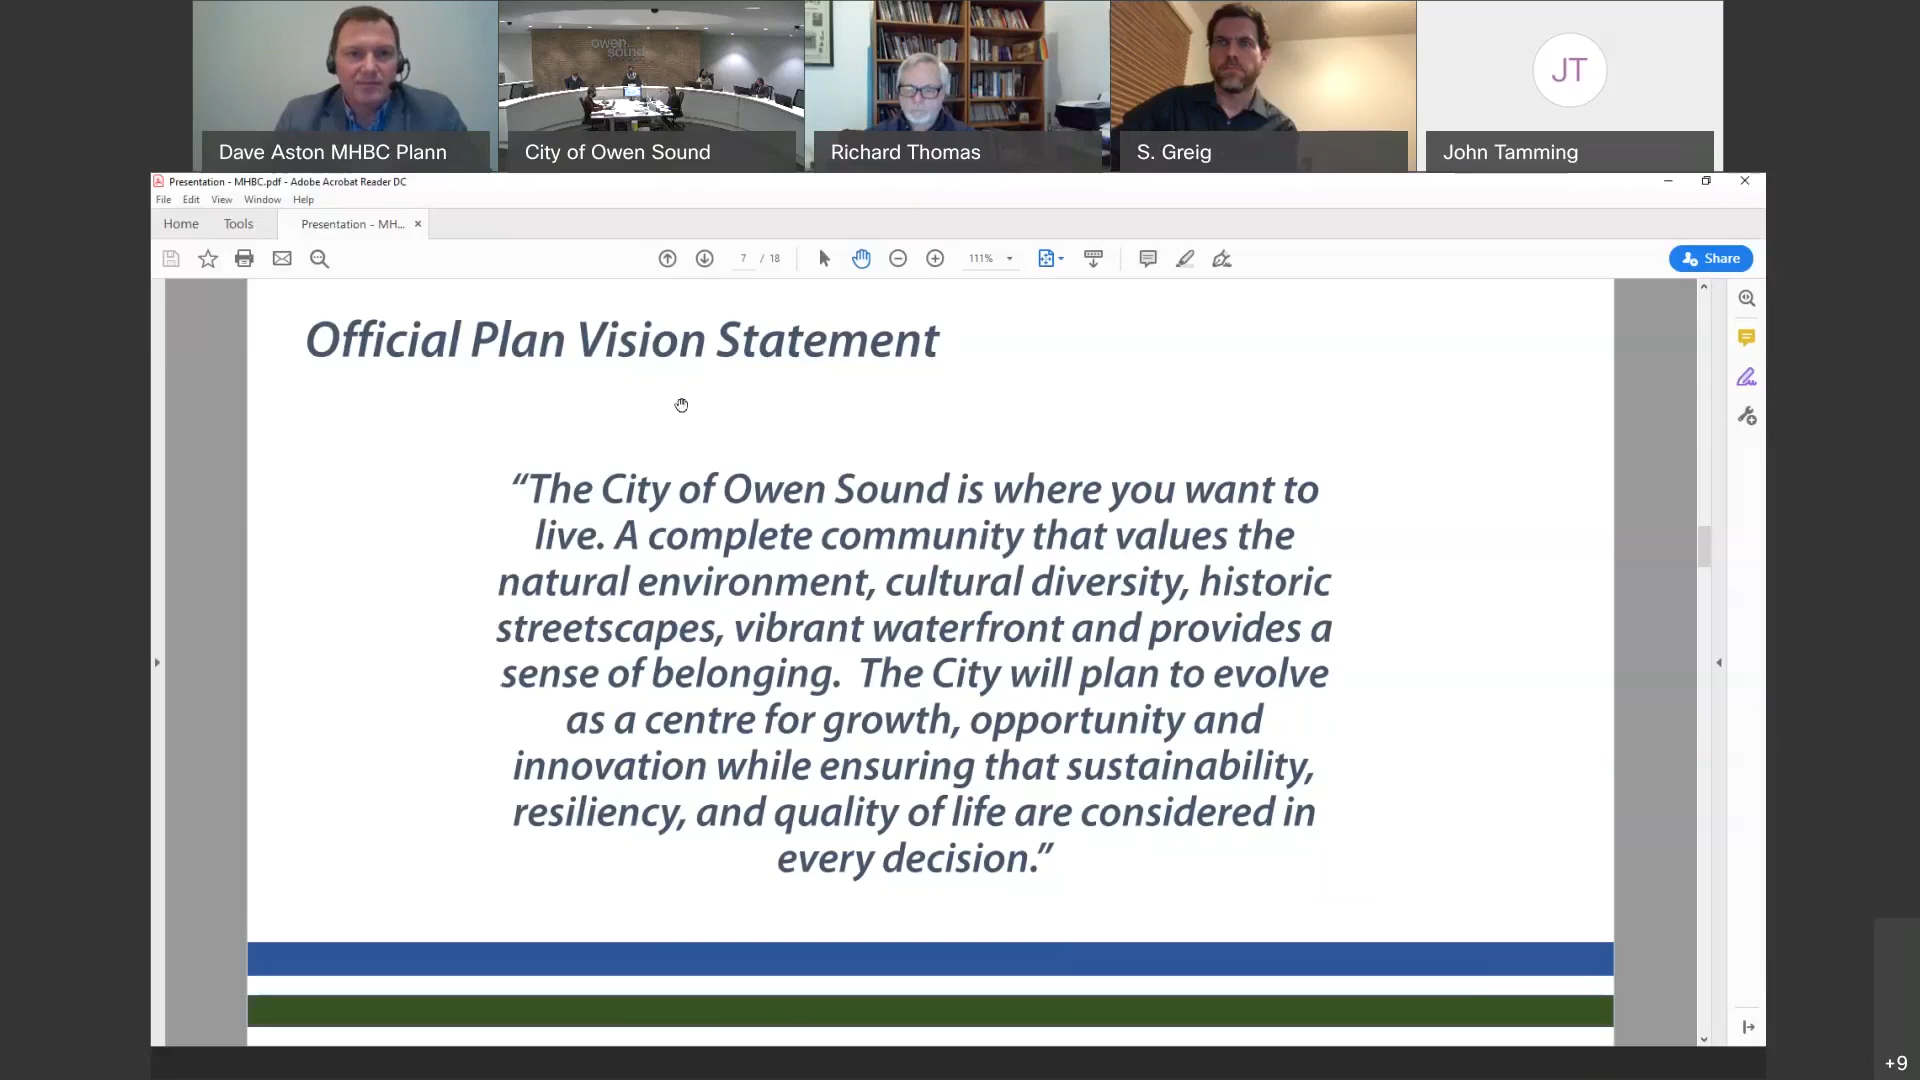 owen
sound
JT
Dave Aston MHBC Plann
City of Owen Sound
Richard Thomas
S. Greig
John Tamming
Presentation - MHBC.pdf - Adobe Acrobat Reader DC
File Edit View Window Help
Home Tools Presentation - MH... ×
7 / 18
111%
Share
Official Plan Vision Statement
“The City of Owen Sound is where you want to
live. A complete community that values the
natural environment, cultural diversity, historic
streetscapes, vibrant waterfront and provides a
sense of belonging. The City will plan to evolve
as a centre for growth, opportunity and
innovation while ensuring that sustainability,
resiliency, and quality of life are considered in
every decision.”
+9